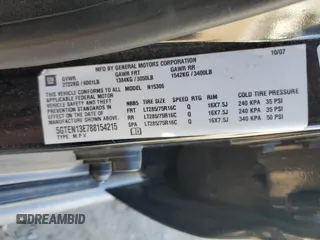 MFD BY GENERAL MOTORS CORPORATION
10/07
GVWR GAWR FRT GAWR RR
2722KG / 6001LB 1384KG / 3050LB 1542KG / 3400LB
THIS VEHICLE CONFORMS TO ALL
APPLICABLE FEDERAL MOTOR
VEHICLE SAFETY, BUMPER, AND
THEFT PREVENTION STANDARDS
IN EFFECT ON THE DATE OF
MANUFACTURE SHOWN ABOVE.
5GTEN13E788154215
TYPE: M.P.V.
MODEL: N15306
TIRE SIZE SPEED RTG RIM COLD TIRE PRESSURE
FRT LT285/75R16C Q 16X7.5J 240 KPA 35 PSI
RR LT285/75R16C Q 16X7.5J 240 KPA 35 PSI
SPA LT285/75R16C Q 16X7.5J 340 KPA 50 PSI
DREAMBID